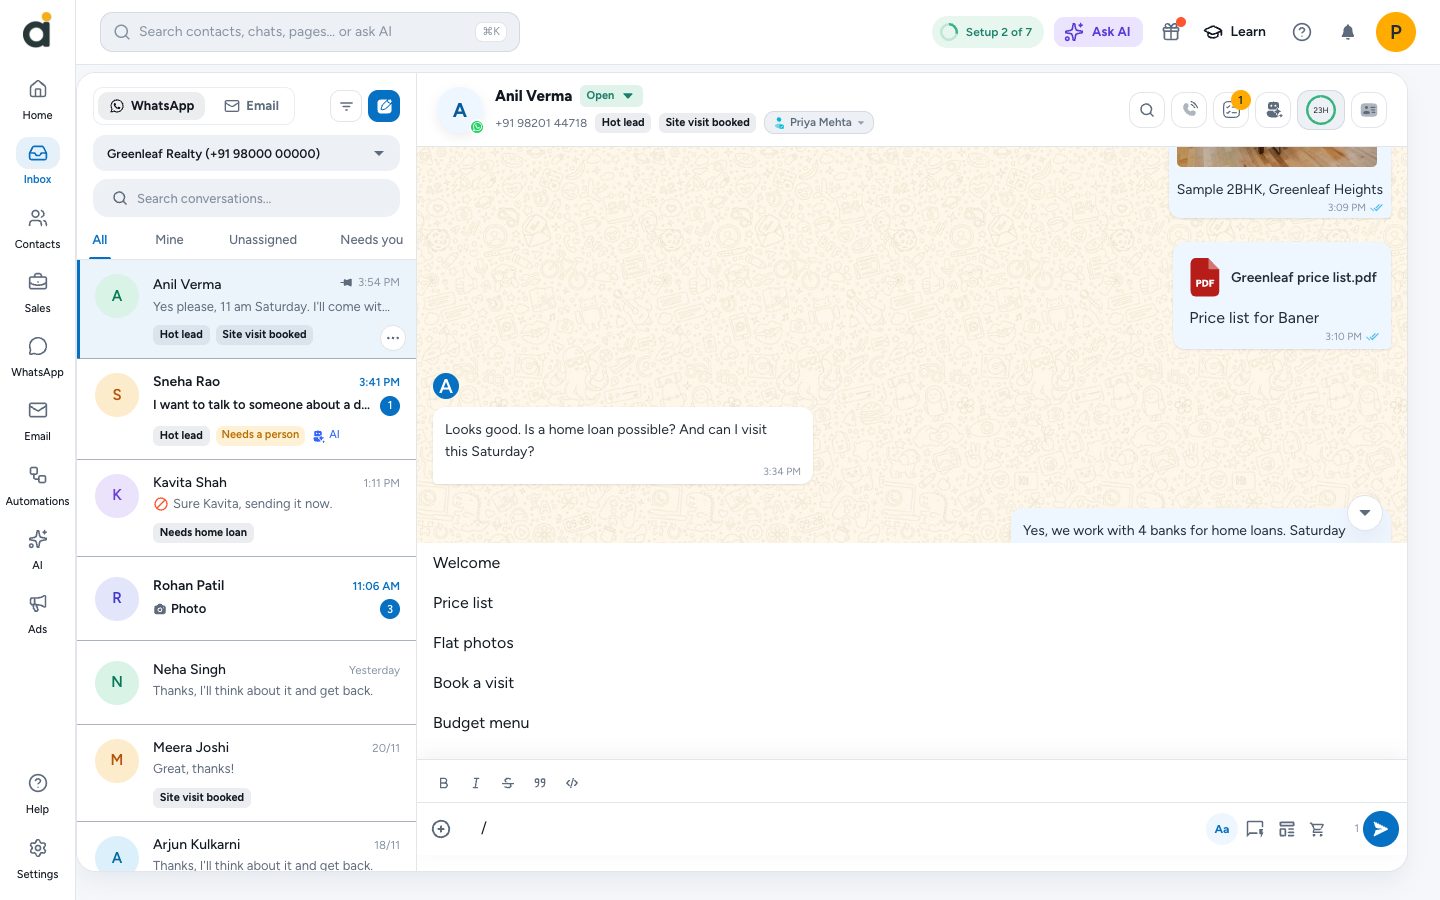 Search contacts, chats, pages... or ask AI
⌘K
Setup 2 of 7
Ask AI
Learn
P
Home
Inbox
Contacts
Sales
WhatsApp
Email
Automations
AI
Ads
Help
Settings
WhatsApp
Email
Greenleaf Realty (+91 98000 00000)
Search conversations...
All
Mine
Unassigned
Needs you
A
Anil Verma
3:54 PM
Yes please, 11 am Saturday. I'll come wit...
Hot lead
Site visit booked
S
Sneha Rao
3:41 PM
I want to talk to someone about a d...
1
Hot lead
Needs a person
AI
K
Kavita Shah
1:11 PM
Sure Kavita, sending it now.
Needs home loan
R
Rohan Patil
11:06 AM
Photo
3
N
Neha Singh
Yesterday
Thanks, I'll think about it and get back.
M
Meera Joshi
20/11
Great, thanks!
Site visit booked
A
Arjun Kulkarni
18/11
Thanks, I'll think about it and get back.
A
Anil Verma
Open
+91 98201 44718
Hot lead
Site visit booked
Priya Mehta
1
23H
Sample 2BHK, Greenleaf Heights
3:09 PM
PDF
Greenleaf price list.pdf
Price list for Baner
3:10 PM
A
Looks good. Is a home loan possible? And can I visit
this Saturday?
3:34 PM
Yes, we work with 4 banks for home loans. Saturday
Welcome
Price list
Flat photos
Book a visit
Budget menu
B
I
S
/
Aa
1